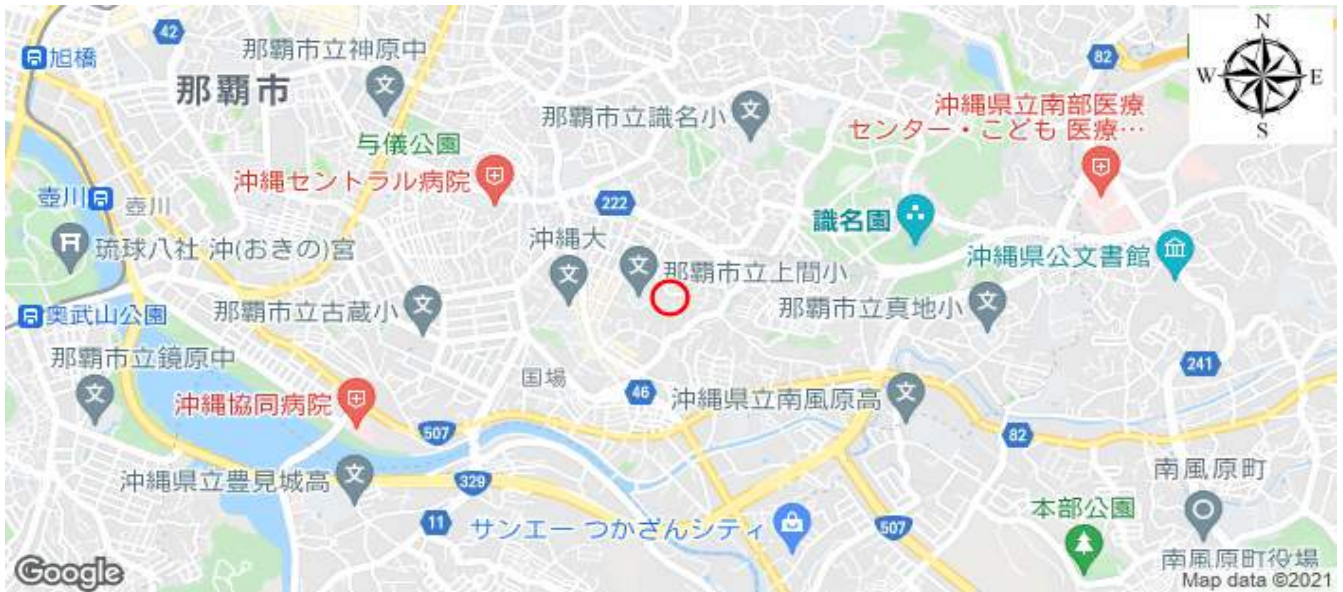 42
那覇市立神原中
旭橋
那覇市
82
N
W
E
S
沖縄県立南部医療
センター・こども 医療…
那覇市立識名小
与儀公園
沖縄セントラル病院
壺川
壺川
222
識名園
琉球八社 沖(おきの)宮
沖縄大
那覇市立上間小
沖縄県公文書館
奥武山公園
那覇市立古蔵小
那覇市立真地小
那覇市立鏡原中
国場
46
241
沖縄協同病院
沖縄県立南風原高
507
82
沖縄県立豊見城高
329
南風原町
11
サンエー つかざんシティ
507
本部公園
南風原町役場
Google
Map data ©2021